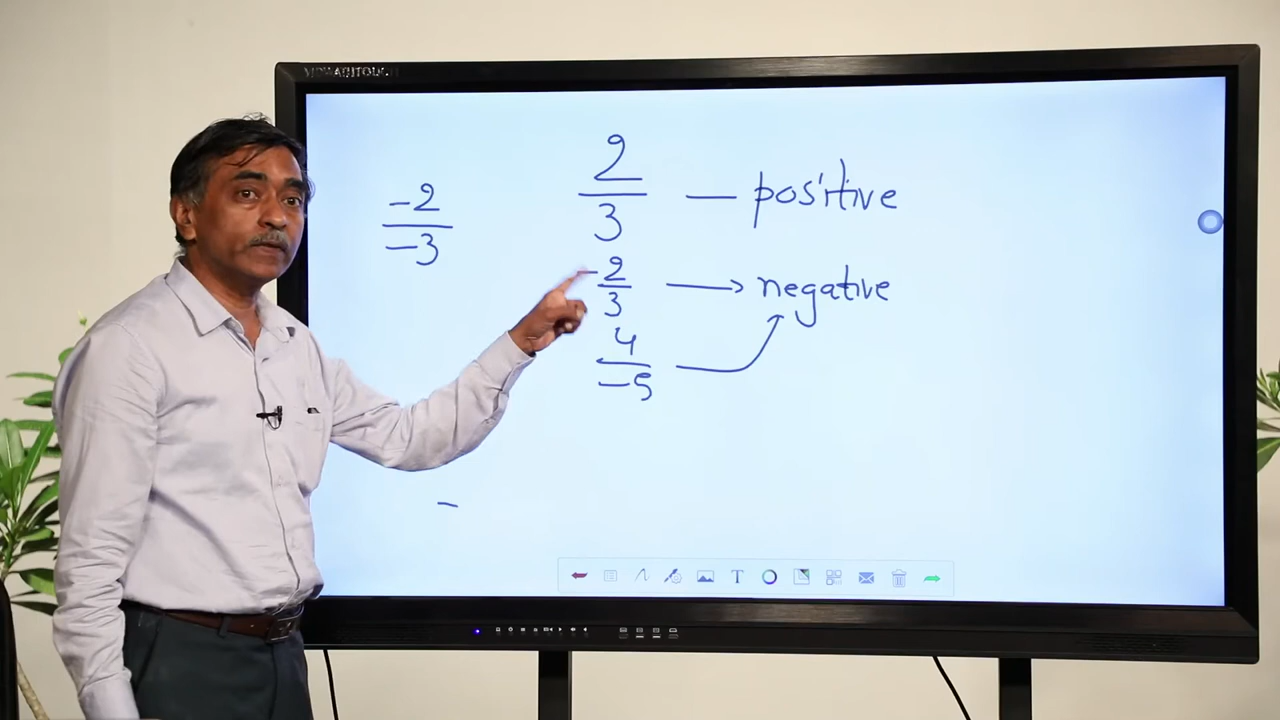 -2
-3
2
3
— positive
-2
3
→ negative
4
-5
T